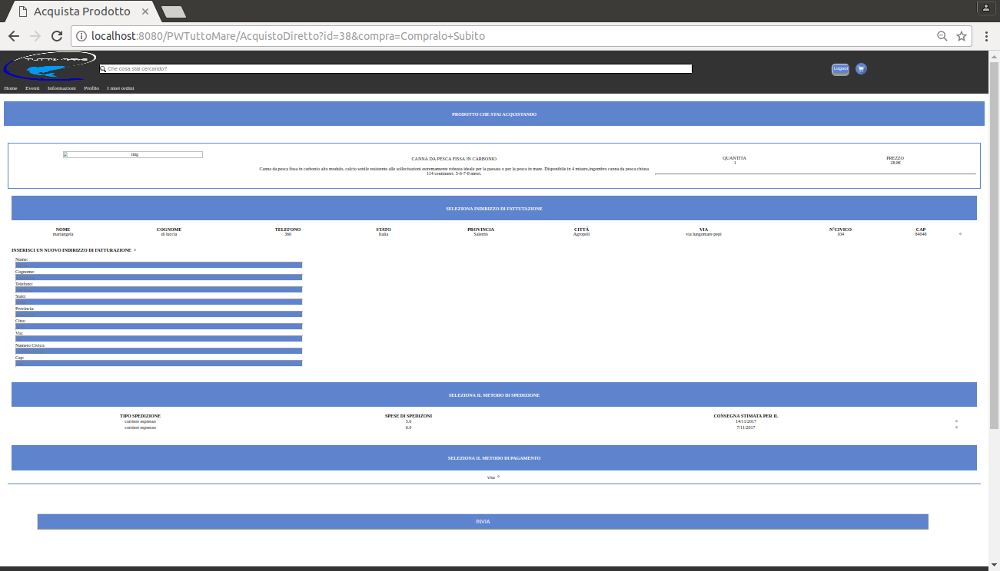 Acquista Prodotto
localhost:8080/PWTuttoMare/AcquistoDiretto?id=38&compra=Compralo+Subito
TUTTO MARE
Che cosa stai cercando?
Logout
Home Eventi Informazioni Profilo I miei ordini
PRODOTTO CHE STAI ACQUISTANDO
img
CANNA DA PESCA FISSA IN CARBONIO
Canna da pesca fissa in carbonio alto modulo, calcio sottile resistente alle sollecitazioni estremamente robusta ideale per la passata o per la pesca in mare. Disponibile in 4 misure,ingombro canna da pesca chiusa
114 centimetri. 5-6-7-8 metri.
QUANTITA PREZZO
1 28.8€
SELEZIONA INDIRIZZO DI FATTUTAZIONE
NOME COGNOME TELEFONO STATO PROVINCIA CITTÀ VIA N°CIVICO CAP
mariangela di luccia 366 Italia Salerno Agropoli via lungomare pepi 104 84048
INSERISCI UN NUOVO INDIRIZZO DI FATTURAZIONE
Nome:
Cognome:
Telefono:
Stato:
Provincia:
Citta:
Via:
Numero Civico:
Cap:
SELEZIONA IL METODO DI SPEDIZIONE
TIPO SPEDIZIONE SPESE DI SPEDIZONI CONSEGNA STIMATA PER IL
corriere espresso 5.0 14/11/2017
corriere espresso 6.0 7/11/2017
SELEZIONA IL METODO DI PAGAMENTO
visa
INVIA